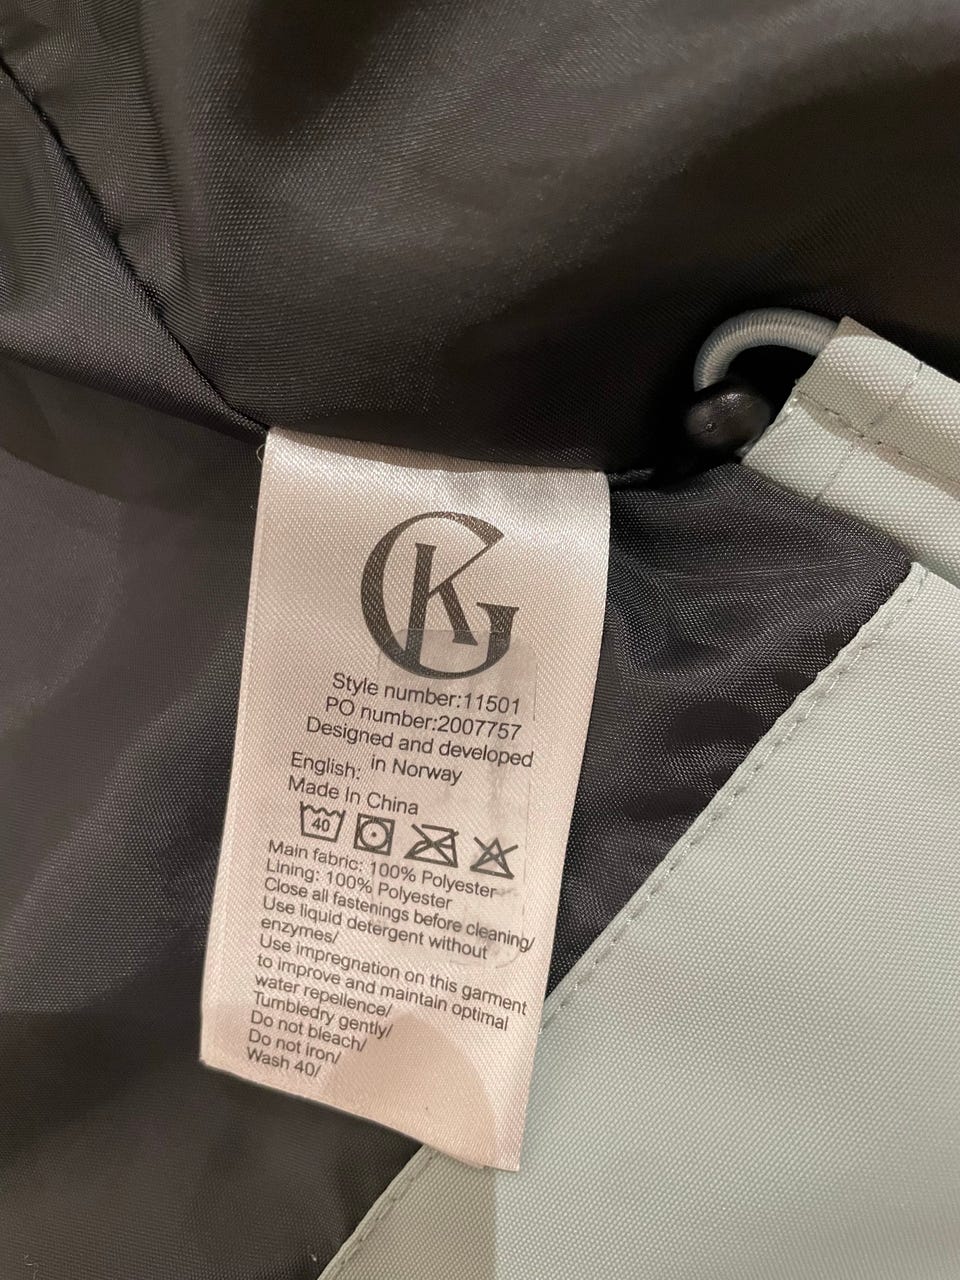 GK
Style number:11501
PO number:2007757
Designed and developed
in Norway
English:
Made In China
40
Main fabric: 100% Polyester
Lining: 100% Polyester
Close all fastenings before cleaning/
Use liquid detergent without
enzymes/
Use impregnation on this garment
to improve and maintain optimal
water repellence/
Tumbledry gently/
Do not bleach/
Do not iron/
Wash 40/